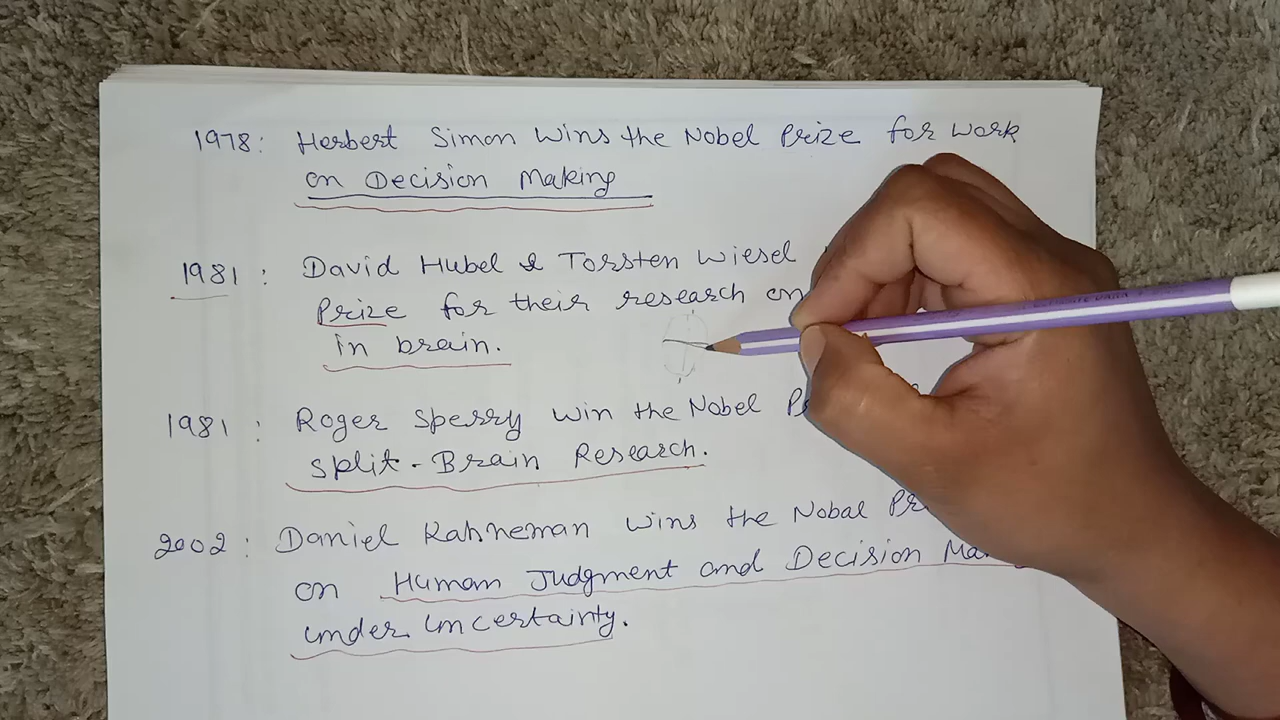 1978: Herbert Simon Wins the Nobel Prize for Work
on Decision Making
1981: David Hubel & Torsten Wiesel
Prize for their research on
in brain.
1981: Roger Sperry win the Nobel
Split-Brain Research.
2002: Daniel Kahneman wins the Nobal
on Human Judgment and Decision
under Uncertainty.